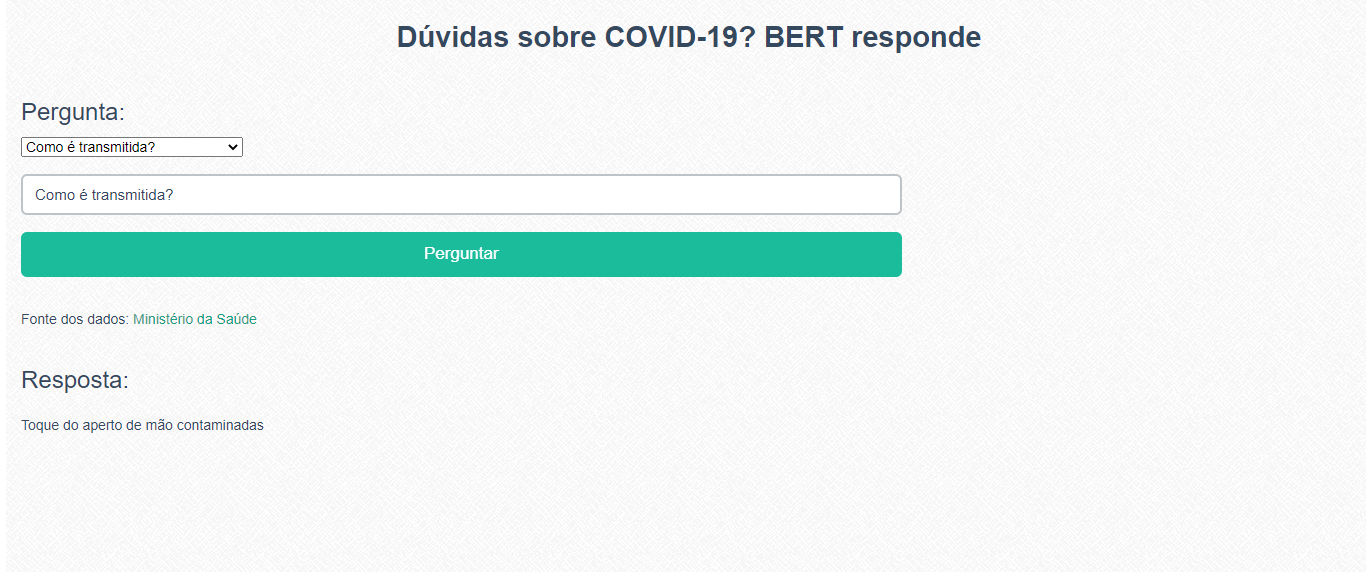 Dúvidas sobre COVID-19? BERT responde
Pergunta:
Como é transmitida?
Como é transmitida?
Perguntar
Fonte dos dados: Ministério da Saúde
Resposta:
Toque do aperto de mão contaminadas